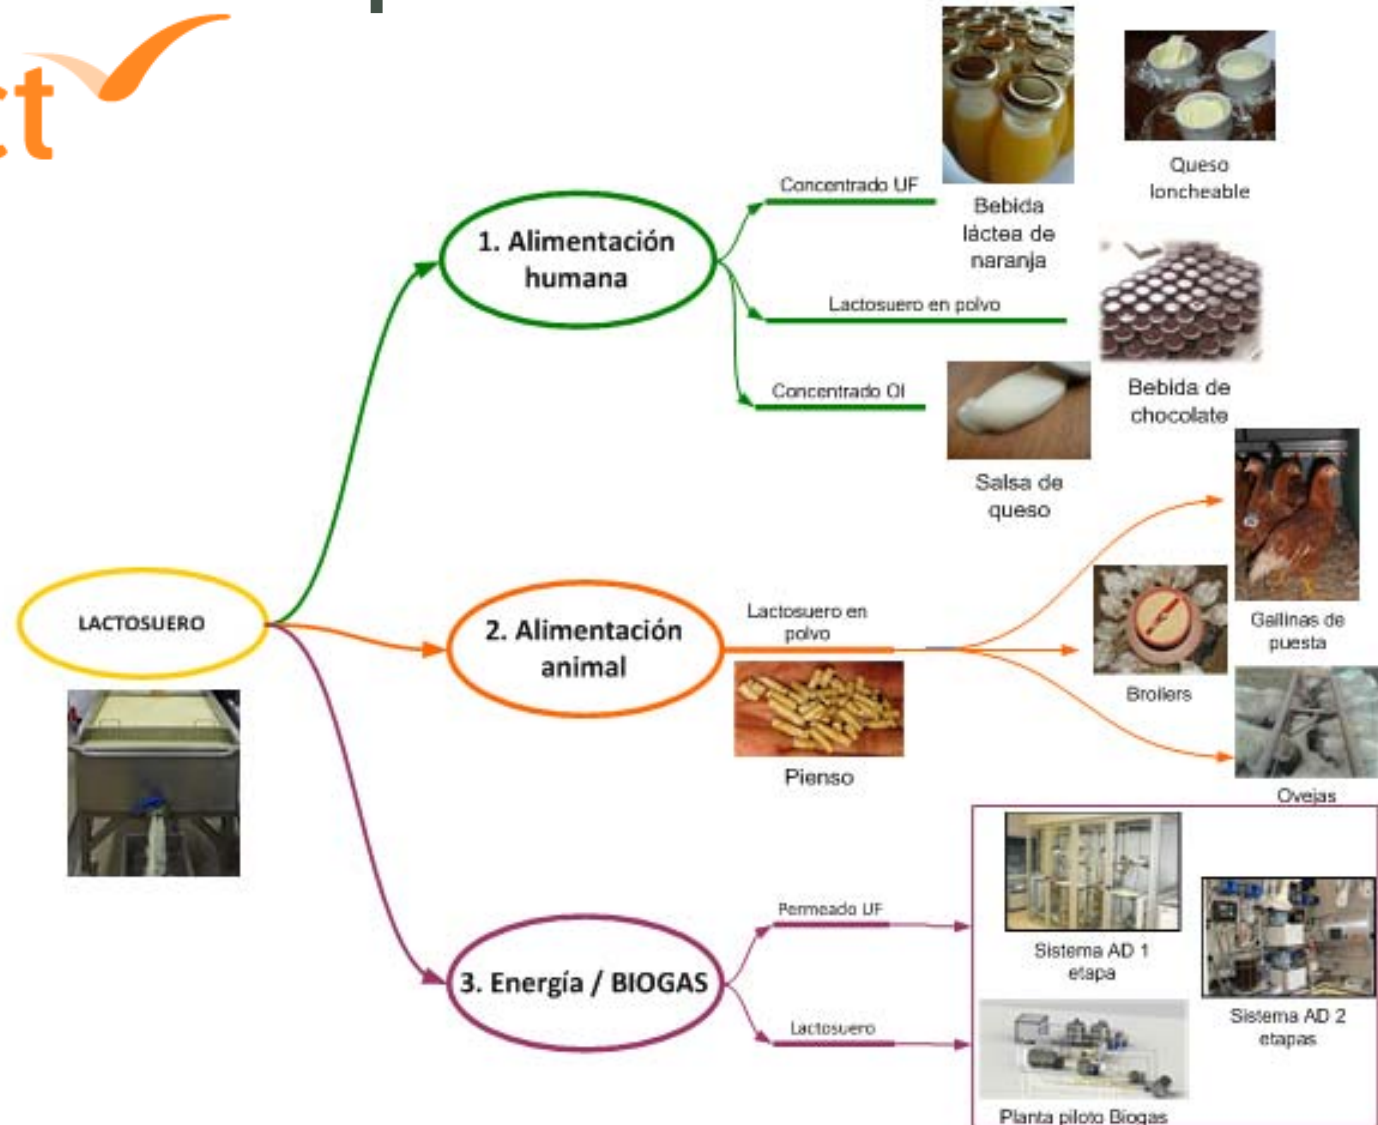 ct
Concentrado UF
Bebida
láctea de
naranja
Queso
loncheable
1. Alimentación
humana
Lactosuero en polvo
Concentrado OI
Bebida de
chocolate
Salsa de
queso
LACTOSUERO
2. Alimentación
animal
Lactosuero en
polvo
Pienso
Gallinas de
puesta
Broilers
Ovejas
3. Energía / BIOGAS
Permeado UF
Lactosuero
Sistema AD 1
etapa
Sistema AD 2
etapas
Planta piloto Biogas